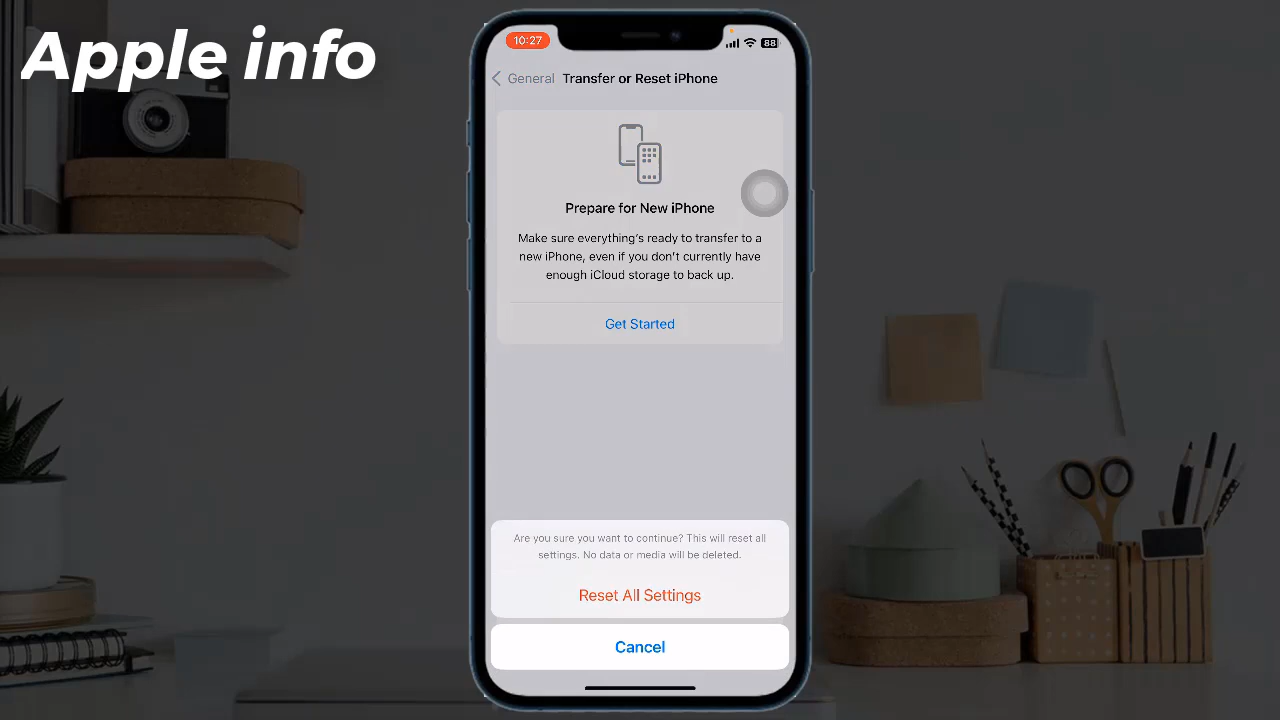 Apple info
10:27
88
General Transfer or Reset iPhone
Prepare for New iPhone
Make sure everything's ready to transfer to a
new iPhone, even if you don't currently have
enough iCloud storage to back up.
Get Started
Are you sure you want to continue? This will reset all
settings. No data or media will be deleted.
Reset All Settings
Cancel